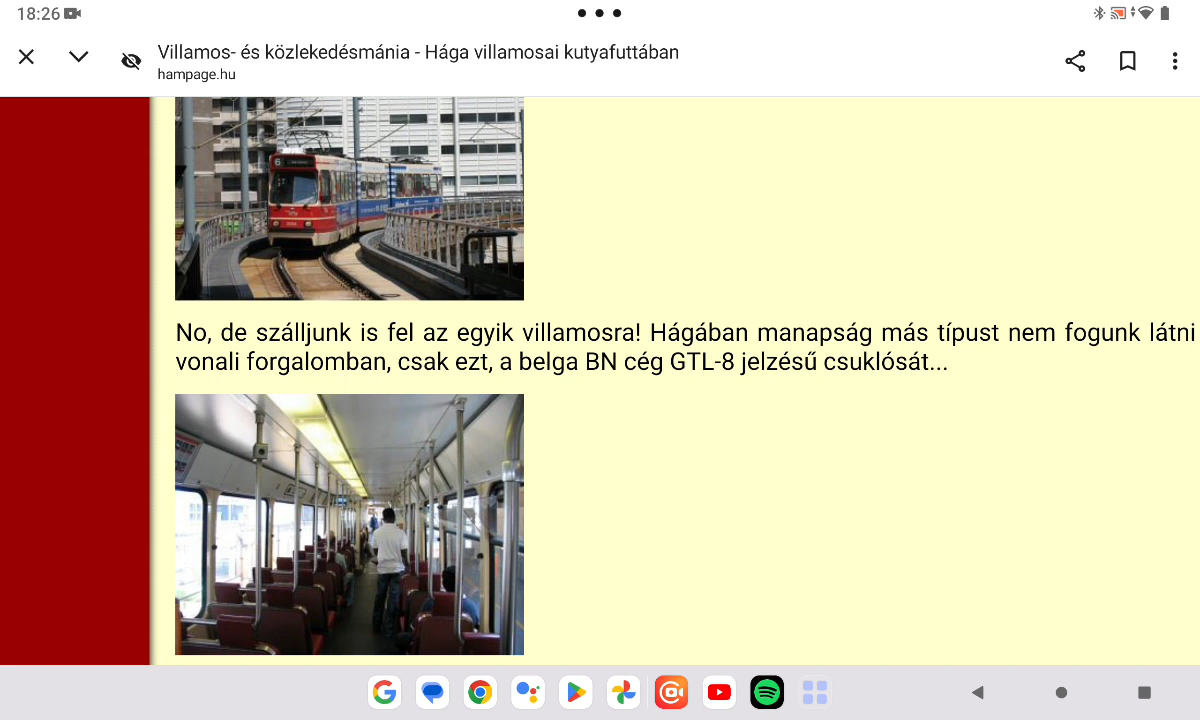 18:26
Villamos- és közlekedésmánia - Hága villamosai kutyafuttában
hampage.hu
6
No, de szálljunk is fel az egyik villamosra! Hágában manapság más típust nem fogunk látni
vonali forgalomban, csak ezt, a belga BN cég GTL-8 jelzésű csuklósát...